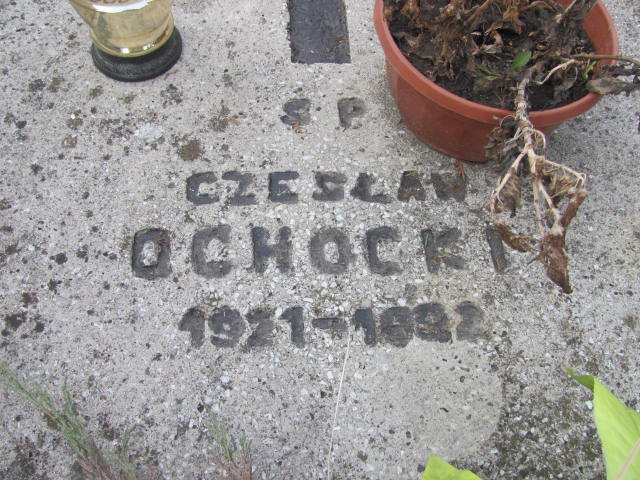 S P
CZESŁAW
OCHOCKI
1921-1982